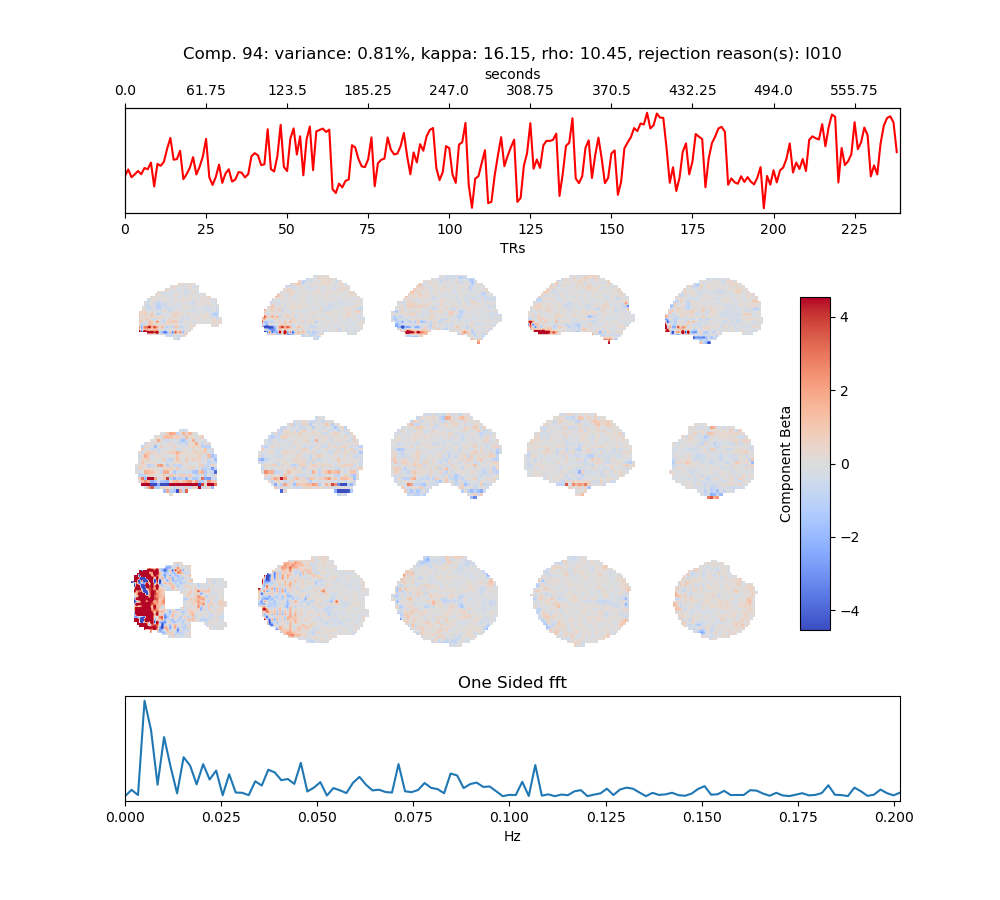 Comp. 94: variance: 0.81%, kappa: 16.15, rho: 10.45, rejection reason(s): I010
seconds
0.0 61.75 123.5 185.25 247.0 308.75 370.5 432.25 494.0 555.75
0 25 50 75 100 125 150 175 200 225
TRs
4
2
0
−2
−4
Component Beta
One Sided fft
0.000 0.025 0.050 0.075 0.100 0.125 0.150 0.175 0.200
Hz